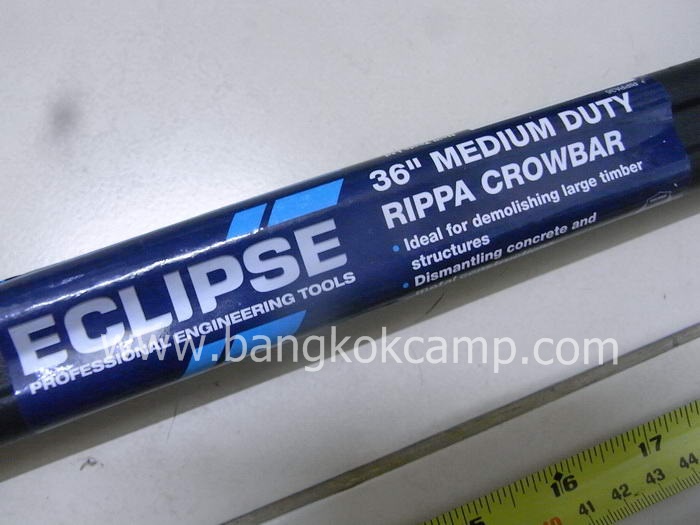 ECLIPSE
PROFESSIONAL ENGINEERING TOOLS
36" MEDIUM DUTY
RIPPA CROWBAR
• Ideal for demolishing large timber
structures
• Dismantling concrete and
www.bangkokcamp.com
16 17
41 42 43 44